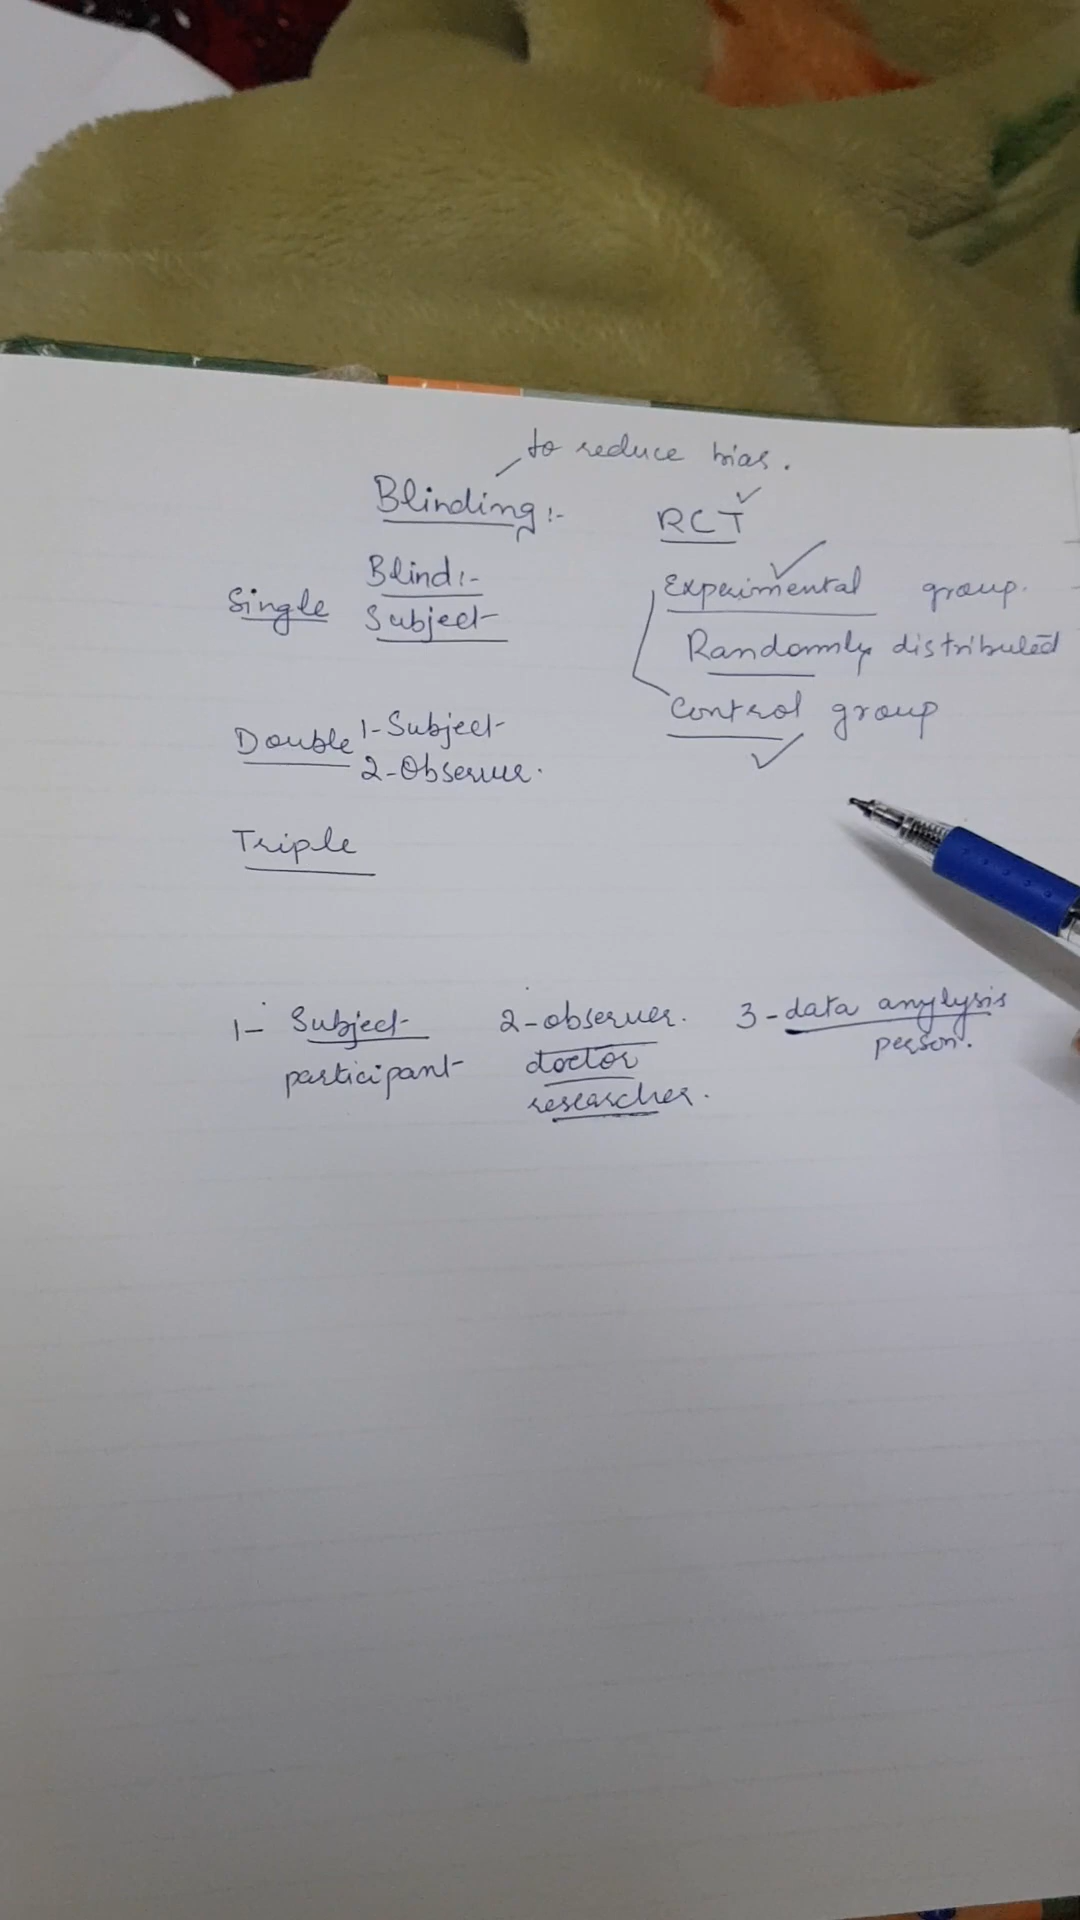 to reduce bias.
Blinding :-
RCT
Single Blind :-
Subject
Experimental group.
Randomly distributed
Control group
Double 1-Subject
2-Observer.
Triple
1- Subject
participant
2-observer.
doctor
researcher.
3-data anylysis
person.